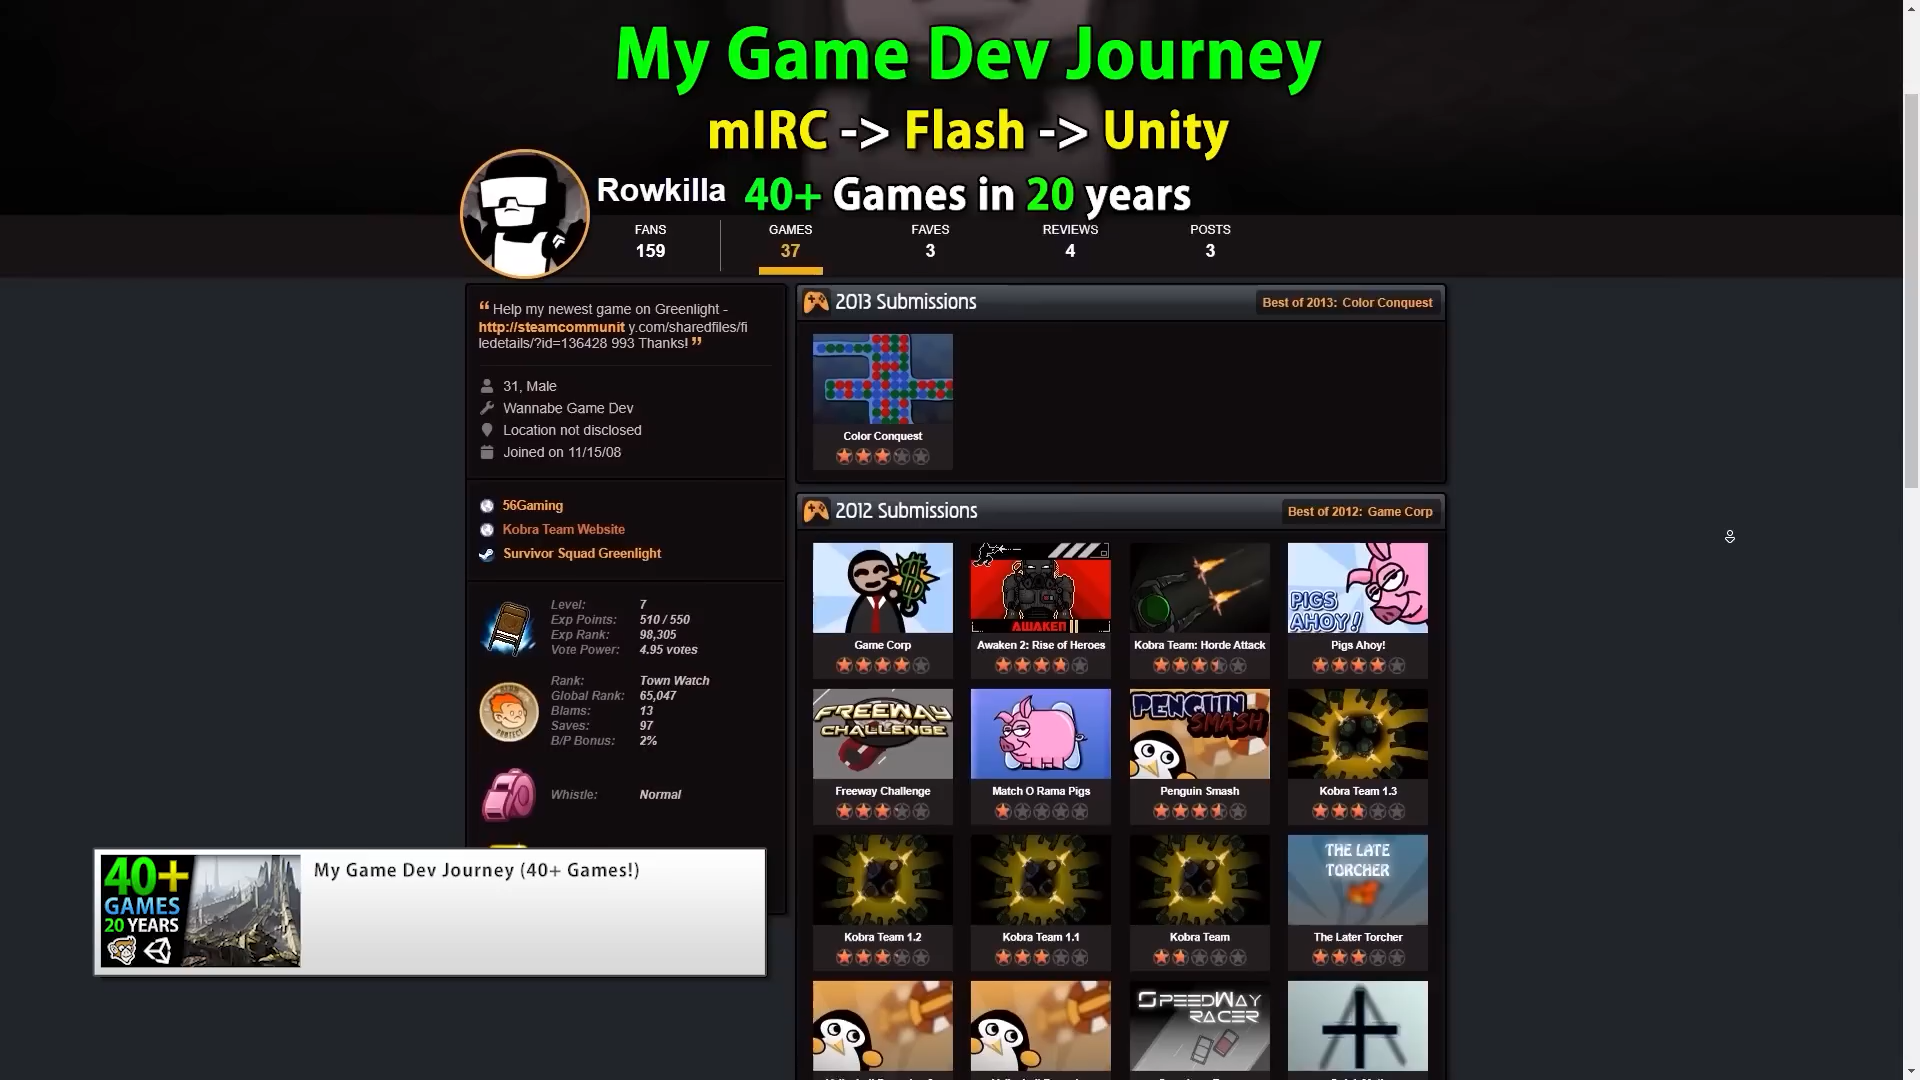 My Game Dev Journey
mIRC -> Flash -> Unity
Rowkilla
40+ Games in 20 years
FANS
159
GAMES
37
FAVES
3
REVIEWS
4
POSTS
3
“ Help my newest game on Greenlight -
http://steamcommunit y.com/sharedfiles/fi
ledetails/?id=136428 993 Thanks! ”
31, Male
Wannabe Game Dev
Location not disclosed
Joined on 11/15/08
56Gaming
Kobra Team Website
Survivor Squad Greenlight
Level: 7
Exp Points: 510 / 550
Exp Rank: 98,305
Vote Power: 4.95 votes
Rank: Town Watch
Global Rank: 65,047
Blams: 13
Saves: 97
B/P Bonus: 2%
Whistle: Normal
40+
GAMES
20 YEARS
My Game Dev Journey (40+ Games!)
2013 Submissions
Best of 2013: Color Conquest
Color Conquest
2012 Submissions
Best of 2012: Game Corp
AWAKEN II
PIGS
AHOY!
Game Corp
Awaken 2: Rise of Heroes
Kobra Team: Horde Attack
Pigs Ahoy!
FREEWAY
CHALLENGE
PENGUIN
SMASH
Freeway Challenge
Match O Rama Pigs
Penguin Smash
Kobra Team 1.3
THE LATE
TORCHER
Kobra Team 1.2
Kobra Team 1.1
Kobra Team
The Later Torcher
SPEEDWAY
RACER